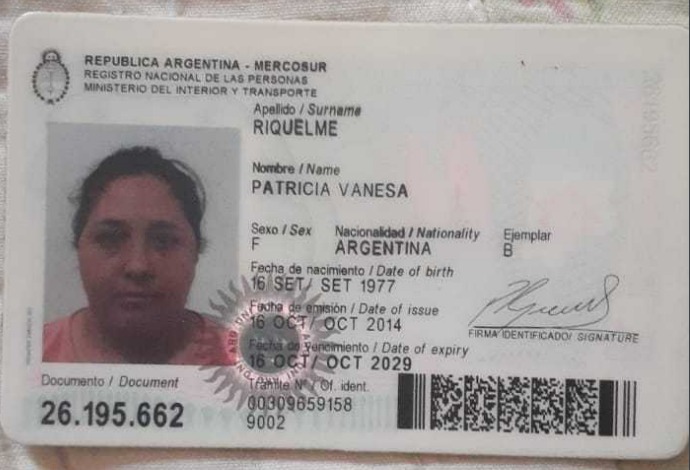 REPUBLICA ARGENTINA - MERCOSUR
REGISTRO NACIONAL DE LAS PERSONAS
MINISTERIO DEL INTERIOR Y TRANSPORTE
Apellido / Surname
RIQUELME
Nombre / Name
PATRICIA VANESA
Sexo / Sex Nacionalidad / Nationality Ejemplar
F ARGENTINA B
Fecha de nacimiento / Date of birth
16 SET/ SET 1977
Fecha de emisión / Date of issue
16 OCT/ OCT 2014
FIRMA IDENTIFICADO/ SIGNATURE
Fecha de vencimiento / Date of expiry
16 OCT/ OCT 2029
Documento / Document Trámite N° / Of. ident.
26.195.662 00309659158
9002